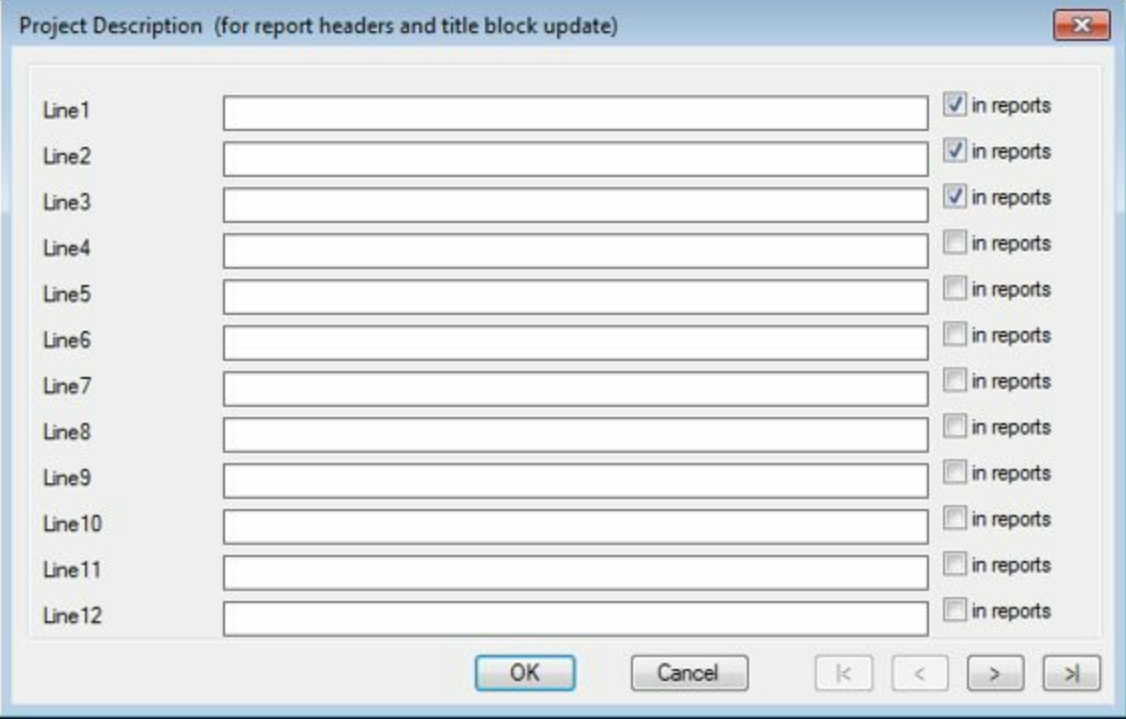 Project Description (for report headers and title block update)
Line1 in reports
Line2 in reports
Line3 in reports
Line4 in reports
Line5 in reports
Line6 in reports
Line7 in reports
Line8 in reports
Line9 in reports
Line10 in reports
Line11 in reports
Line12 in reports
OK Cancel |< < > >|